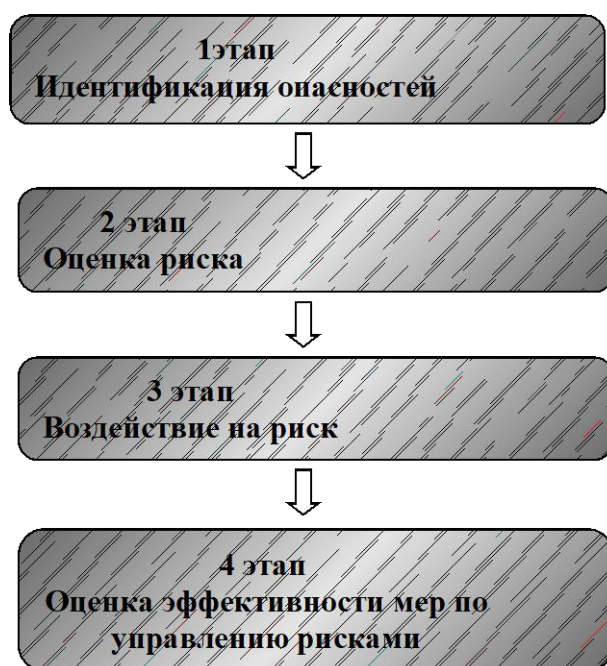 1этап
Идентификация опасностей
2 этап
Оценка риска
3 этап
Воздействие на риск
4 этап
Оценка эффективности мер по
управлению рисками